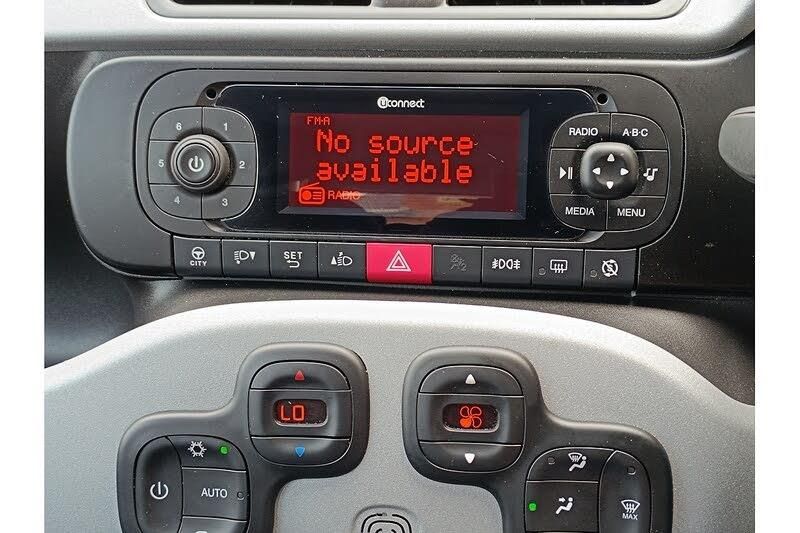 uconnect
FM-A
No source
available
RADIO
6 1
5 2
4 3
RADIO A·B·C
MEDIA MENU
CITY
SET
LO
AUTO
MAX